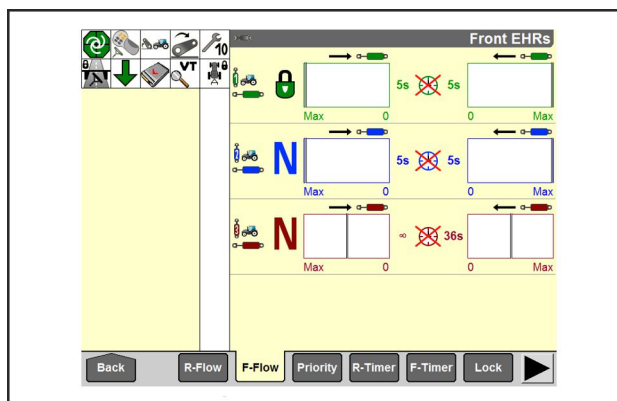 Front EHRs
10
VT
L
5s 5s
Max 0 0 Max
N 5s 5s
Max 0 0 Max
N ∞ 36s
Max 0 0 Max
Back R-Flow F-Flow Priority R-Timer F-Timer Lock